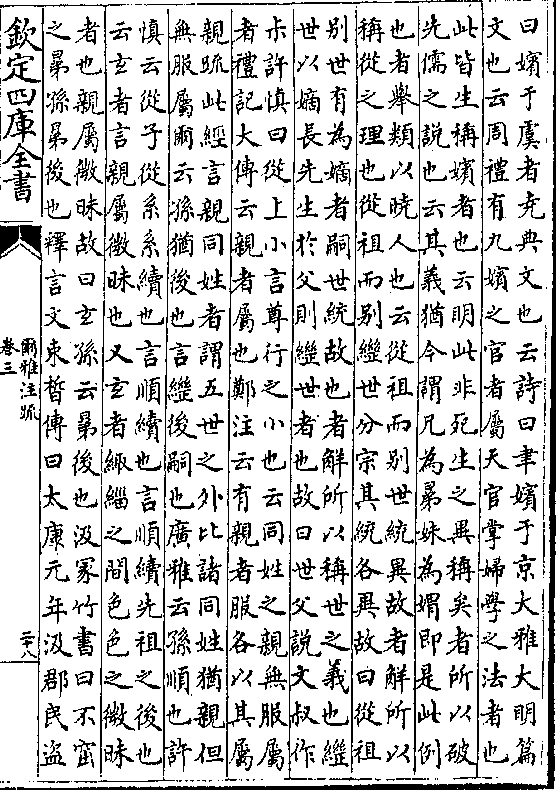 曰嬪于虞者堯典文也云詩曰聿嬪于京大雅大明篇
文也云周禮有九嬪之官者屬天官掌婦學之法者也
此皆生稱嬪者也云明此非死生之異稱矣者所以破
先儒之說也云其義猶今謂兄為晜妹為媦即是此例
也者舉類以曉人也云從祖而别世統異故者解所以
稱從之理也從祖而别繼世分宗其統各異故曰從祖
别世有為嫡者嗣世統故也者解所以稱世之義也繼
世以嫡長先生於父則繼世者也故曰世父說文叔作
尗許慎曰從上小言尊行之小也云同姓之親無服屬
者禮記大傳云親者屬也鄭注云有親者服各以其屬
親疏此經言親同姓者謂五世之外比諸同姓猶親但
無服屬爾云孫猶後也言繼後嗣也廣雅云孫順也許
慎云從子從系系續也言順續也言順續先祖之後也
云玄者言親屬微昧也又玄者緅緇之間色色之微昧
者也親屬微昧故曰玄孫云晜後也汲冢竹書曰不窋
之晜孫晜後也釋言文束晳傳曰太康元年汲郡民盜
欽定四庫全書
爾雅注疏
卷三
二十八